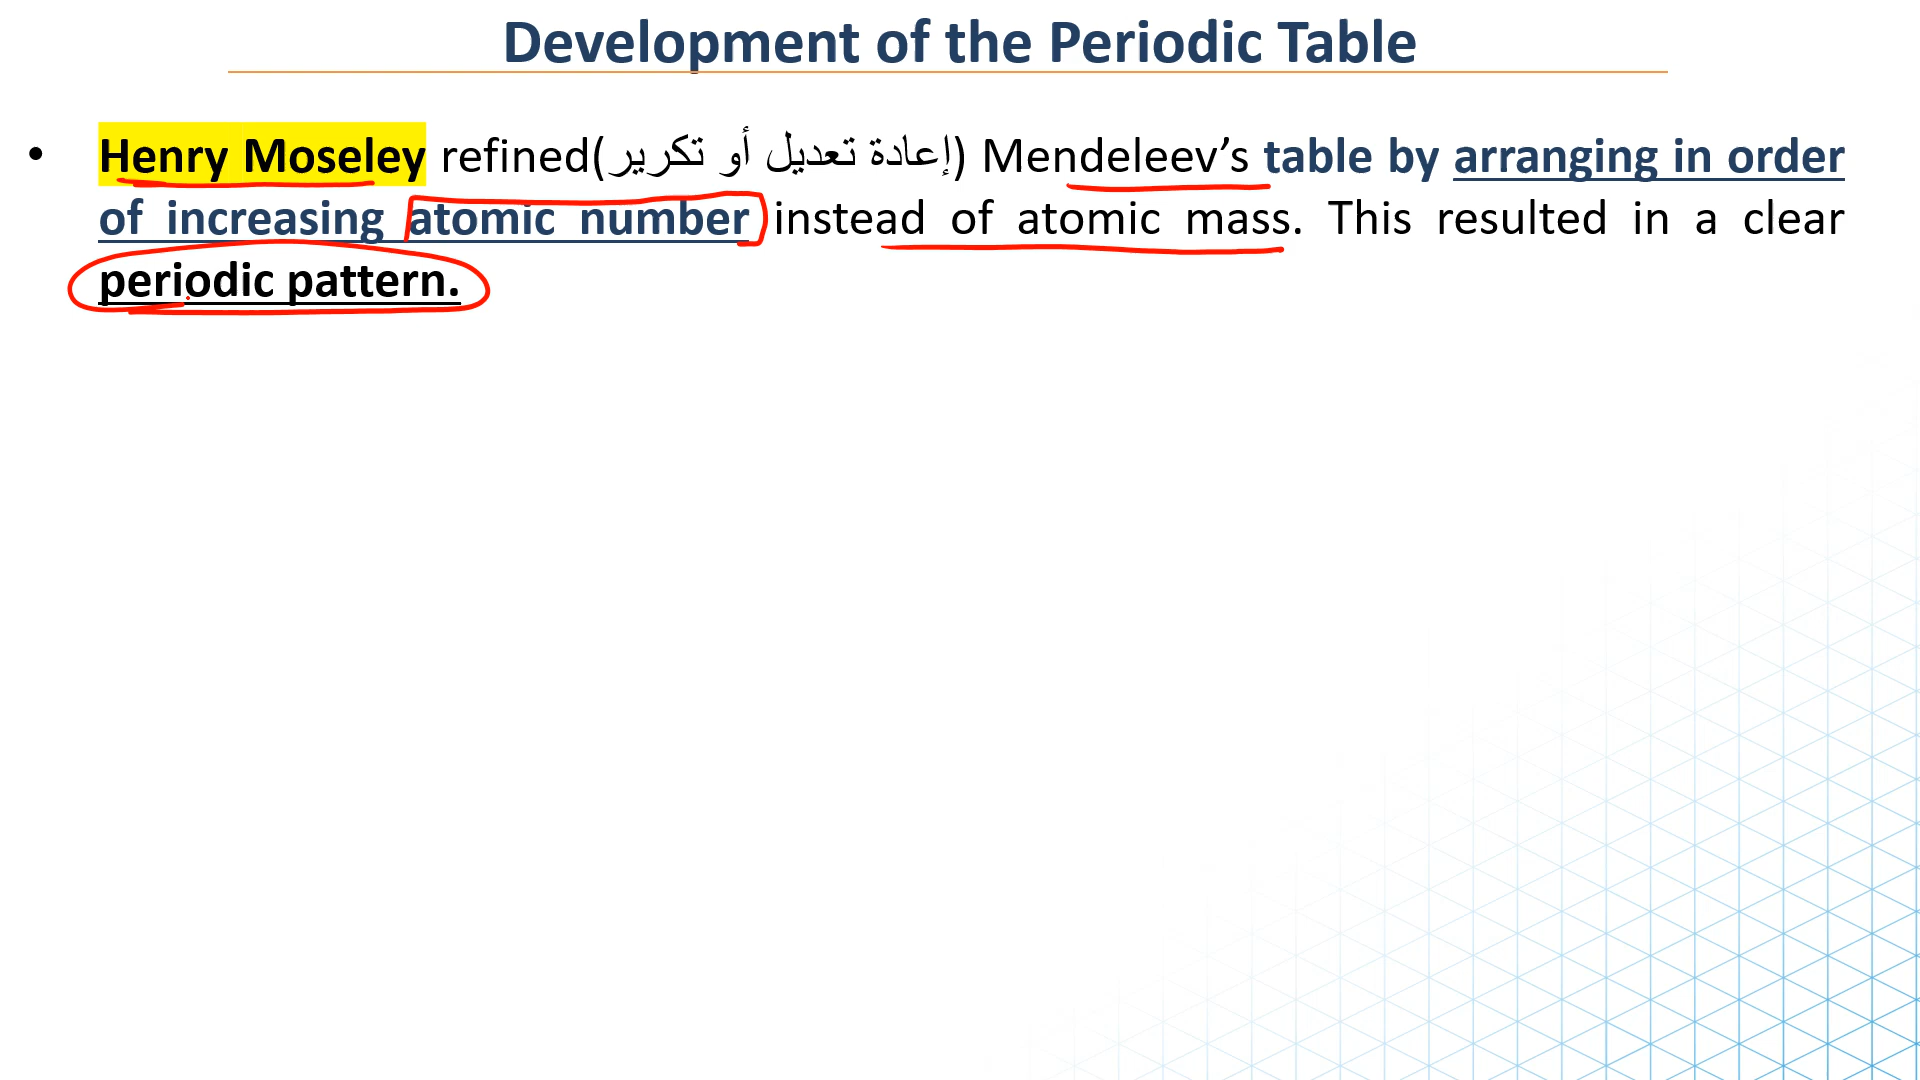 Development of the Periodic Table
• Henry Moseley refined(إعادة تعديل أو تكرير) Mendeleev’s table by arranging in order
of increasing atomic number instead of atomic mass. This resulted in a clear
periodic pattern.